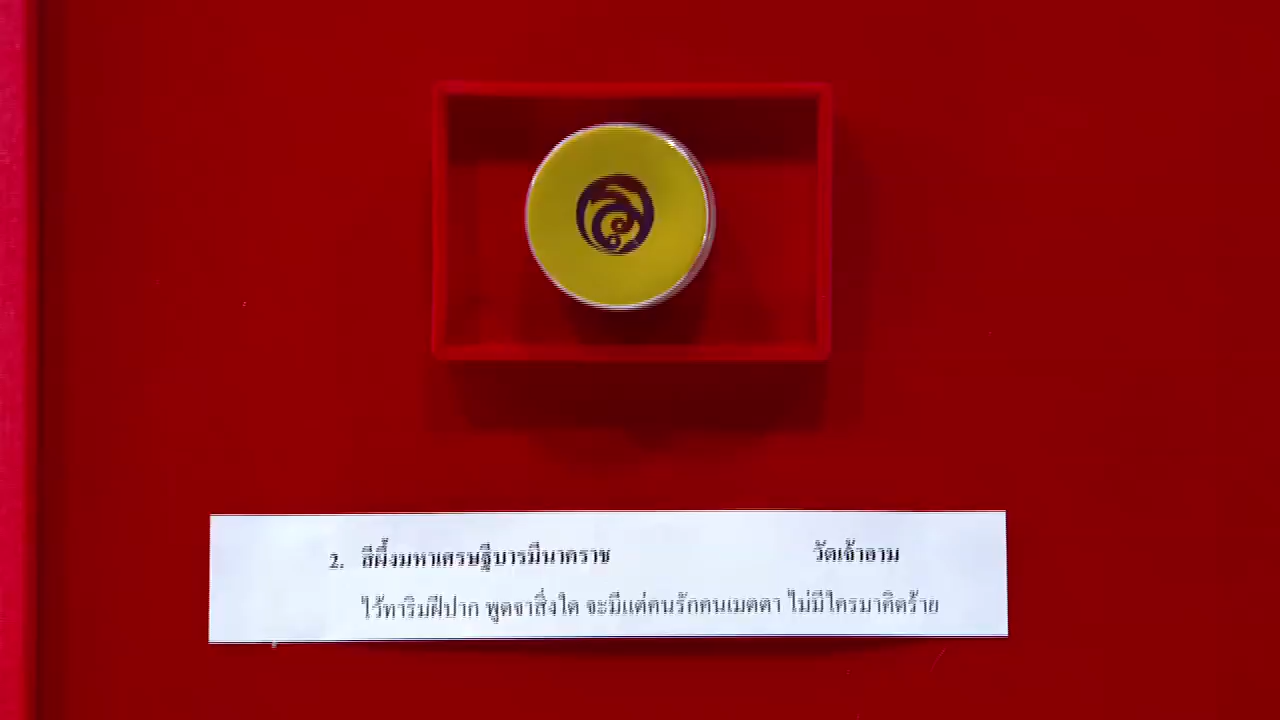 2. สีผึ้งมหาเศรษฐีบารมีนาคราช วัดเจ้าอาม
ไว้ทาริมฝีปาก พูดจาสิ่งใด จะมีแต่คนรักคนเมตตา ไม่มีใครมาคิดร้าย